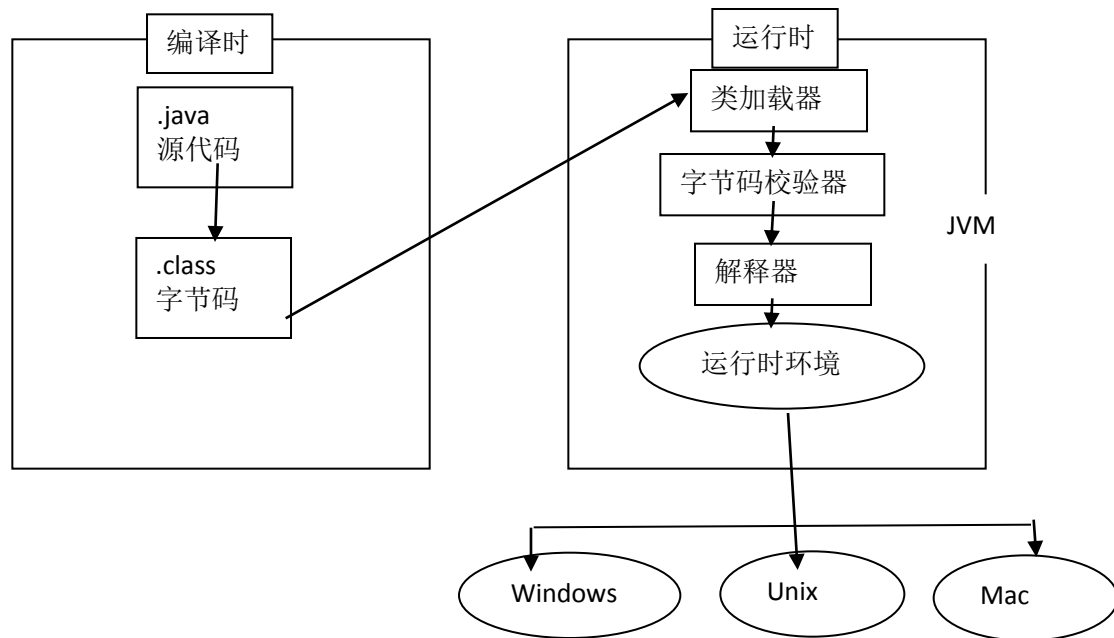 编译时
.java
源代码
.class
字节码
运行时
类加载器
字节码校验器
解释器
运行时环境
JVM
Windows
Unix
Mac